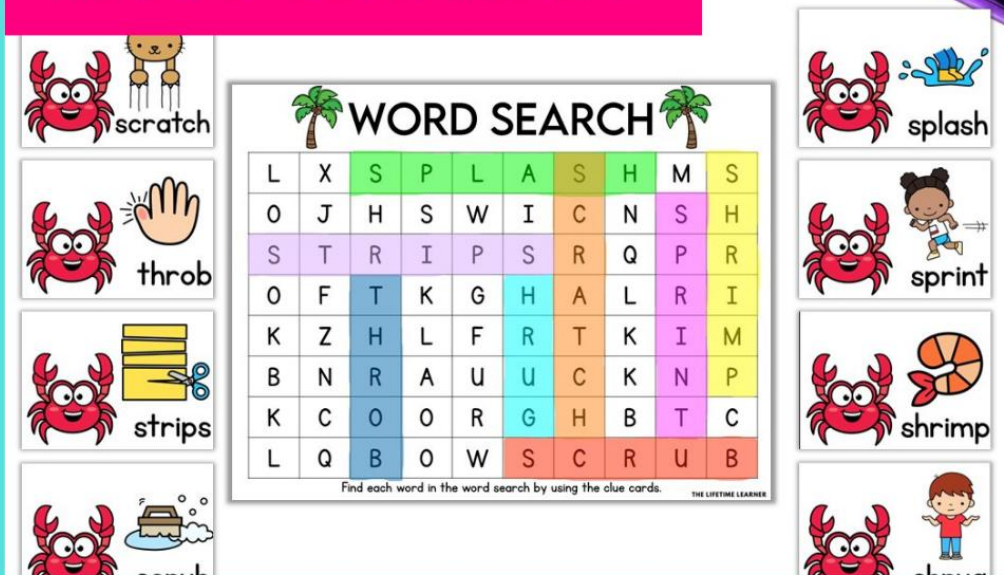 scratch
throb
strips
WORD SEARCH
L X S P L A S H M S
O J H S W I C N S H
S T R I P S R Q P R
O F T K G H A L R I
K Z H L F R T K I M
B N R A U U C K N P
K C O O R G H B T C
L Q B O W S C R U B
Find each word in the word search by using the clue cards.
THE LIFETIME LEARNER
splash
sprint
shrimp